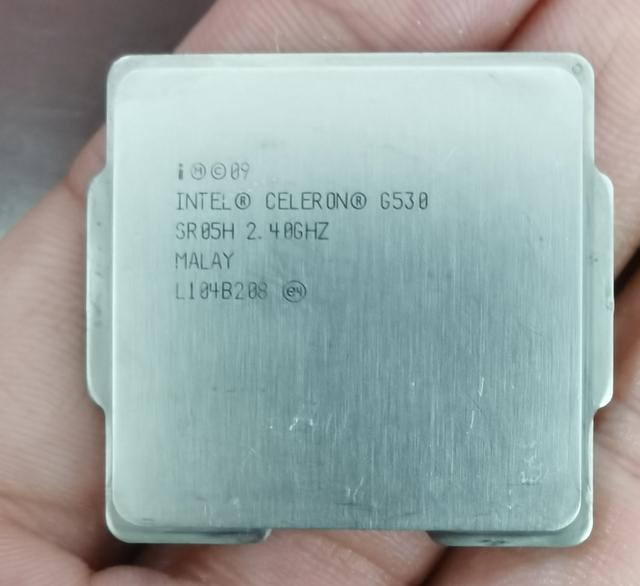 i Ⓜ©09
INTEL® CELERON® G530
SR05H 2.40GHZ
MALAY
L104B208 e4